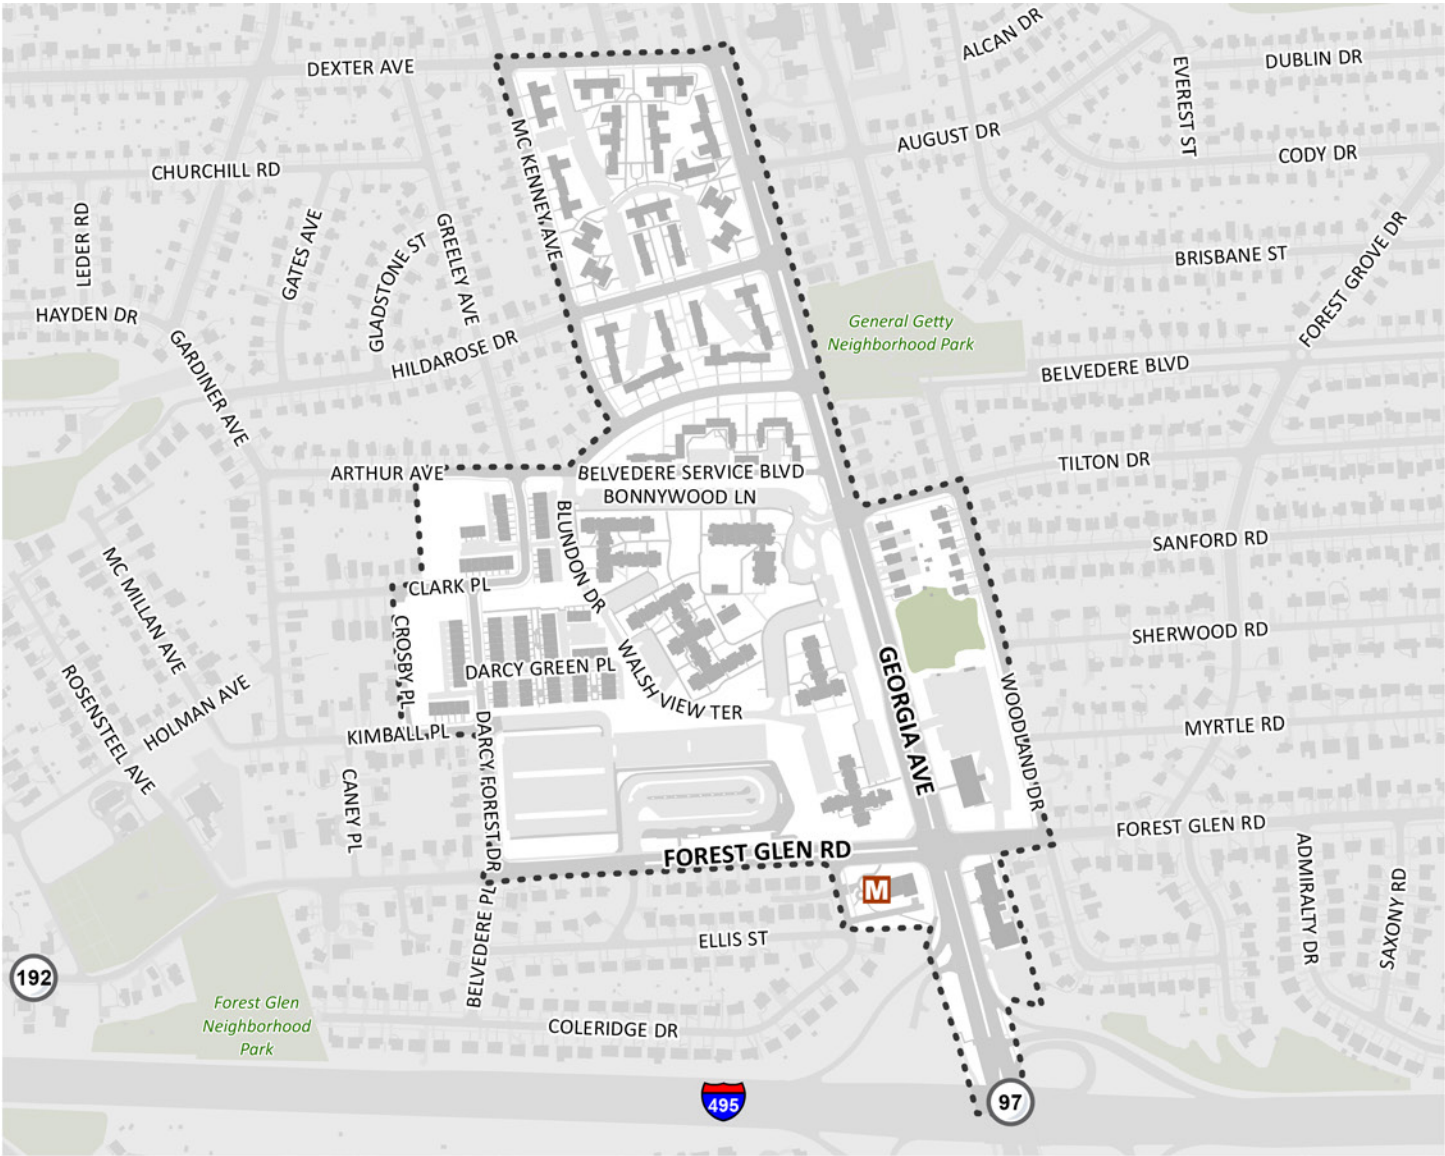 ALCAN DR
DEXTER AVE
DUBLIN DR
EVEREST ST
AUGUST DR
CODY DR
CHURCHILL RD
MC KENNEY AVE
LEDER RD
GATES AVE
GLADSTONE ST
GREELEY AVE
BRISBANE ST
FOREST GROVE DR
HAYDEN DR
GARDINER AVE
HILDAROSE DR
General Getty
Neighborhood Park
BELVEDERE BLVD
ARTHUR AVE
BELVEDERE SERVICE BLVD
BONNYWOOD LN
TILTON DR
BLUNDON DR
SANFORD RD
MC MILLAN AVE
CLARK PL
CROSBY PL
SHERWOOD RD
DARCY GREEN PL
WALSH VIEW TER
GEORGIA AVE
WOODLAND DR
ROSENSTEEL AVE
HOLMAN AVE
KIMBALL PL
DARCY FOREST DR
MYRTLE RD
CANEY PL
FOREST GLEN RD
FOREST GLEN RD
ADMIRALTY DR
SAXONY RD
M
BELVEDERE PL
ELLIS ST
192
Forest Glen
Neighborhood
Park
COLERIDGE DR
495
97